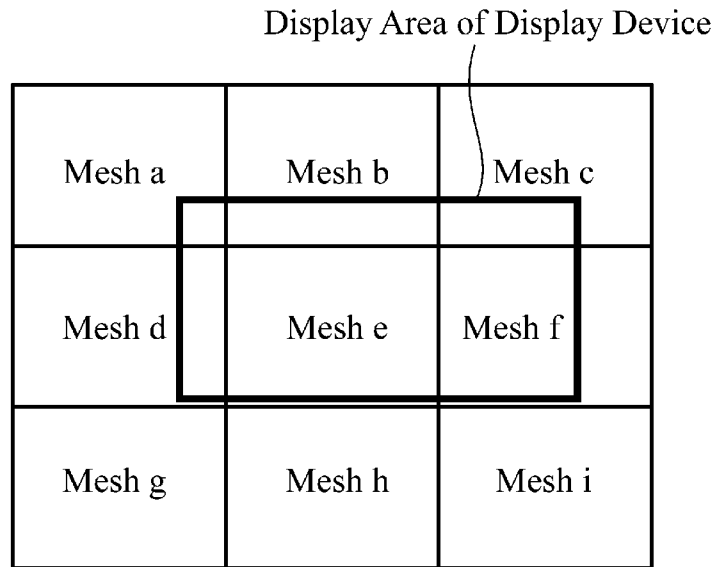 Display Area of Display Device
Mesh a
Mesh b
Mesh c
Mesh d
Mesh e
Mesh f
Mesh g
Mesh h
Mesh i